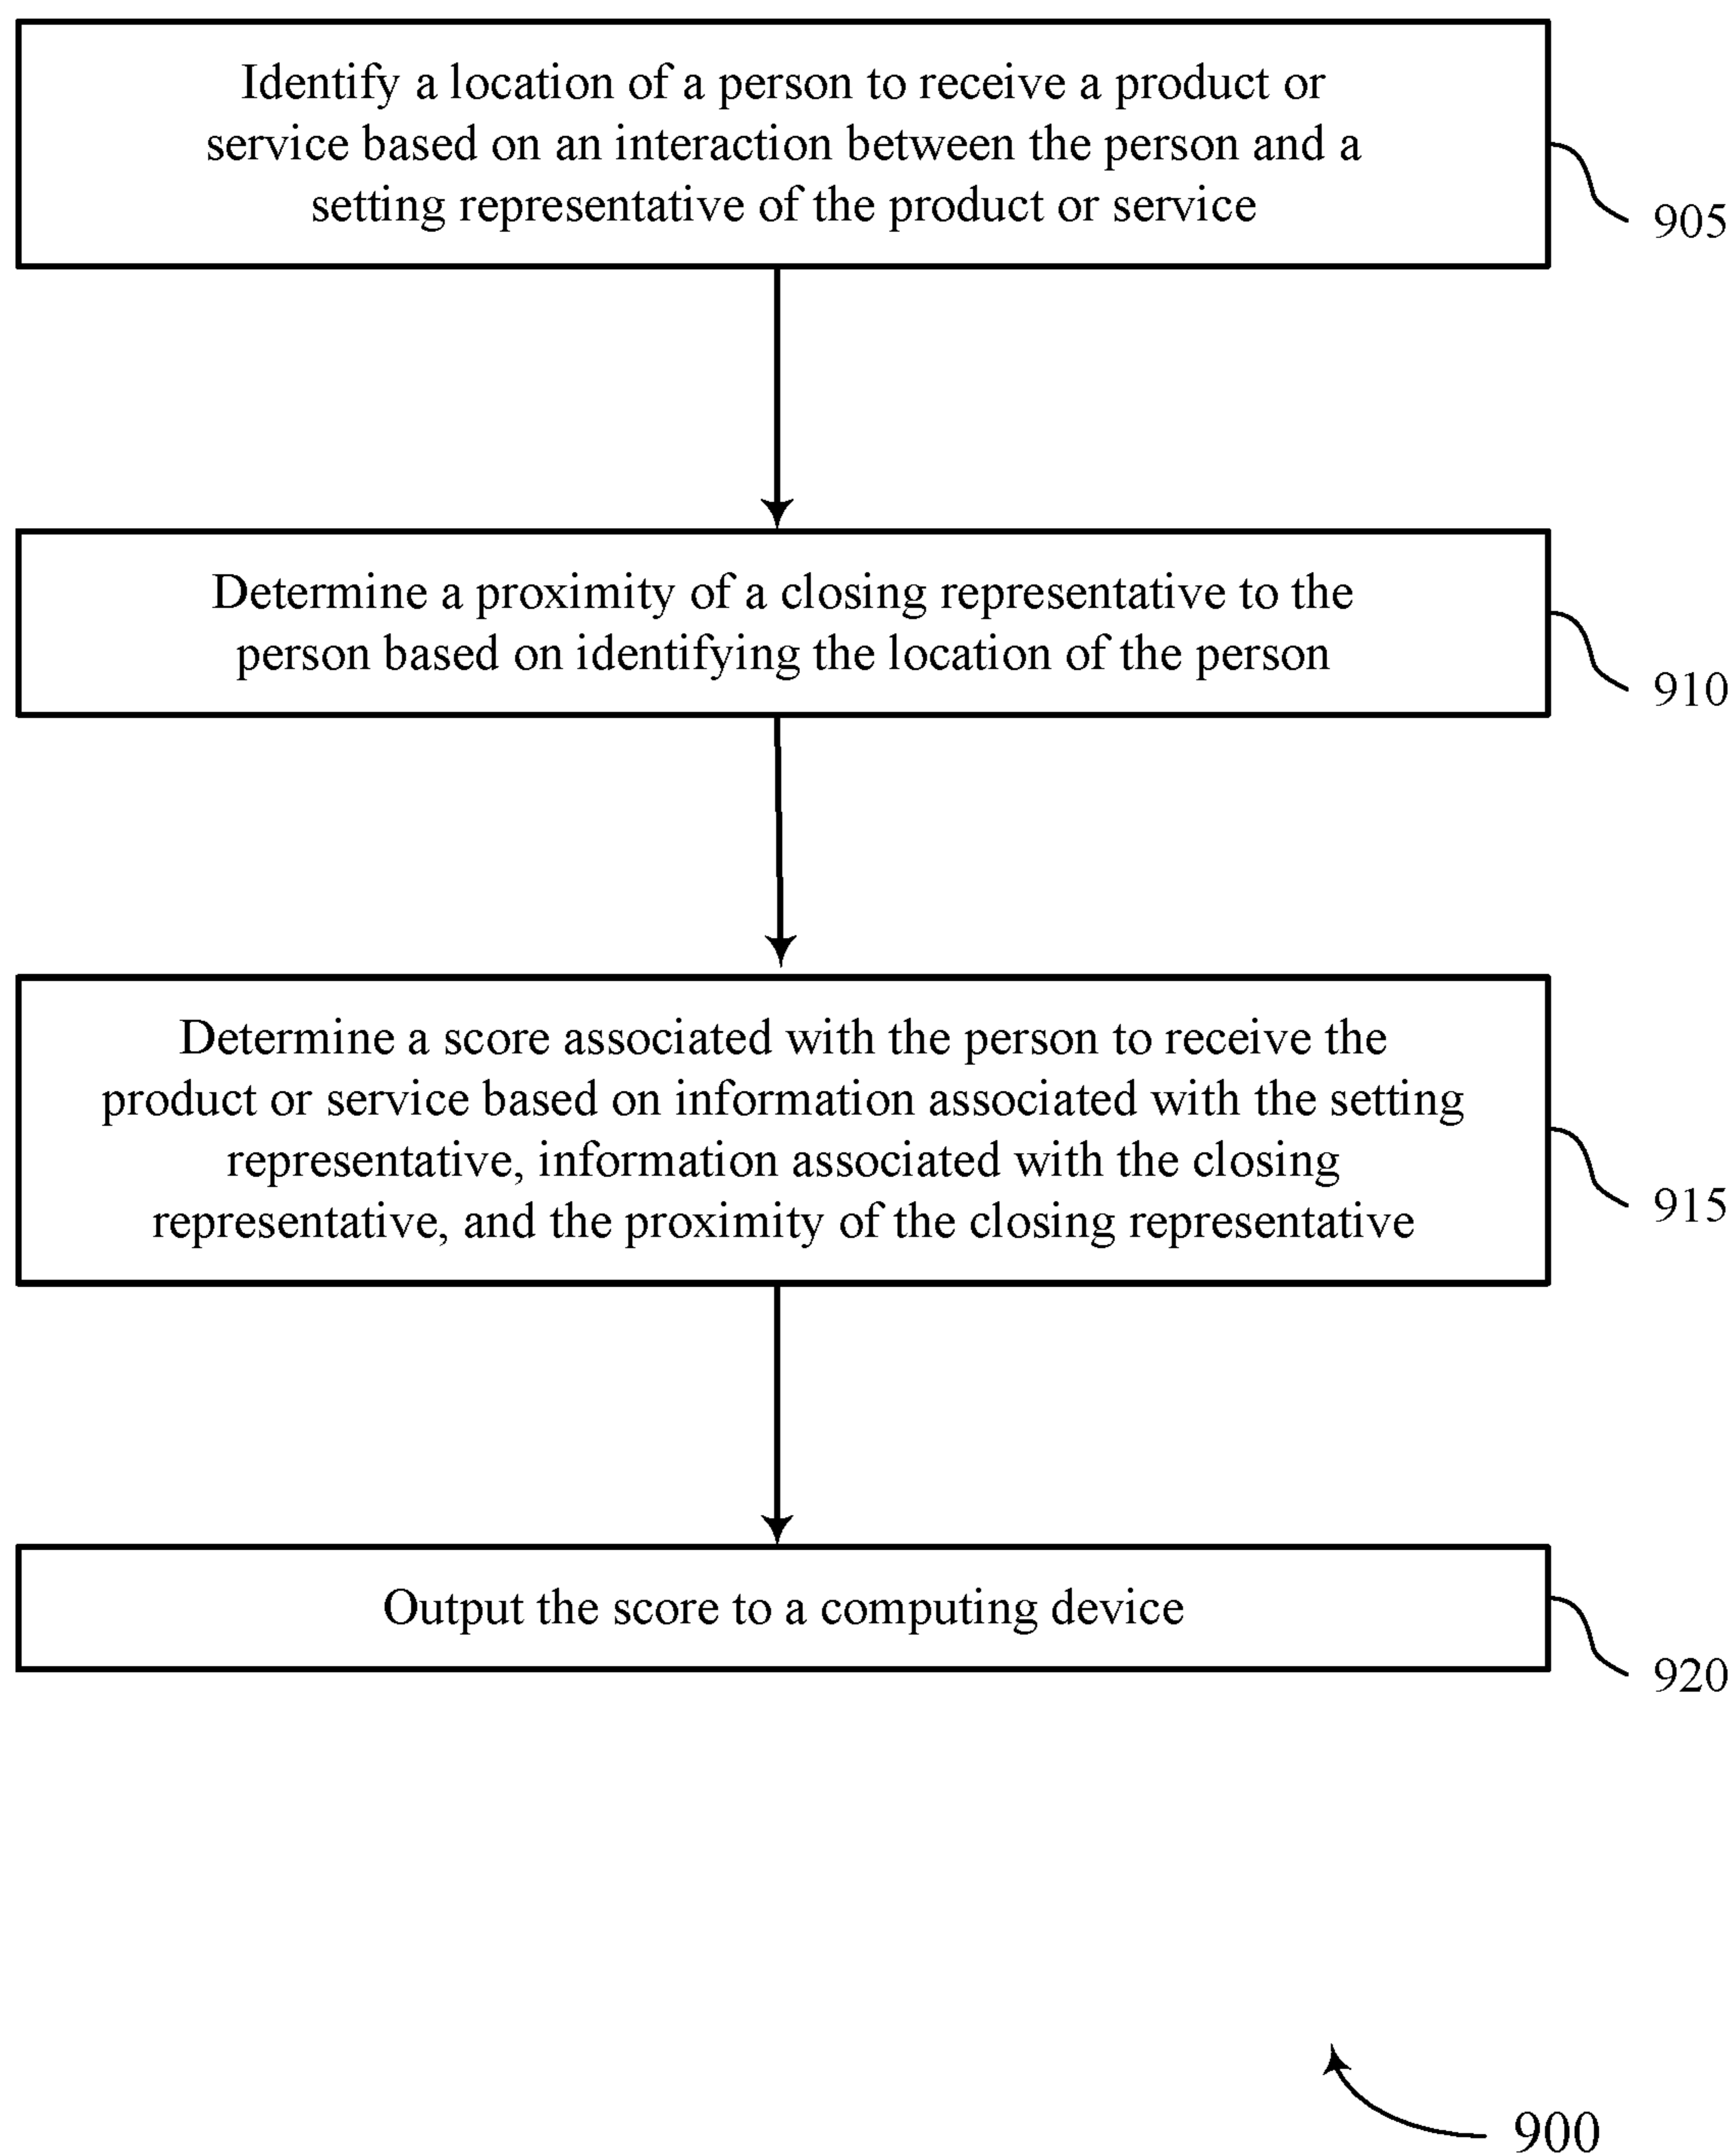 Identify a location of a person to receive a product or
service based on an interaction between the person and a
setting representative of the product or service
905
Determine a proximity of a closing representative to the
person based on identifying the location of the person
910
Determine a score associated with the person to receive the
product or service based on information associated with the setting
representative, information associated with the closing
representative, and the proximity of the closing representative
915
Output the score to a computing device
920
900